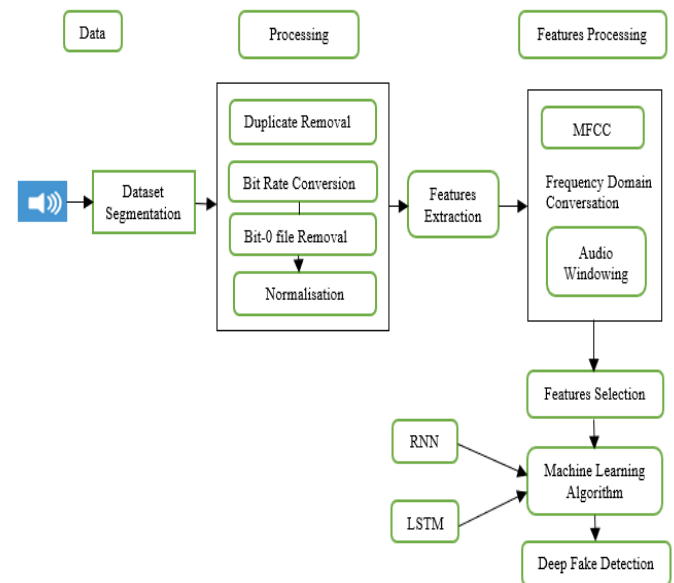 Data
Processing
Features Processing
Duplicate Removal
MFCC
Bit Rate Conversion
Dataset
Segmentation
Features
Extraction
Frequency Domain
Conversation
Bit-0 file Removal
Audio
Windowing
Normalisation
Features Selection
RNN
Machine Learning
Algorithm
LSTM
Deep Fake Detection